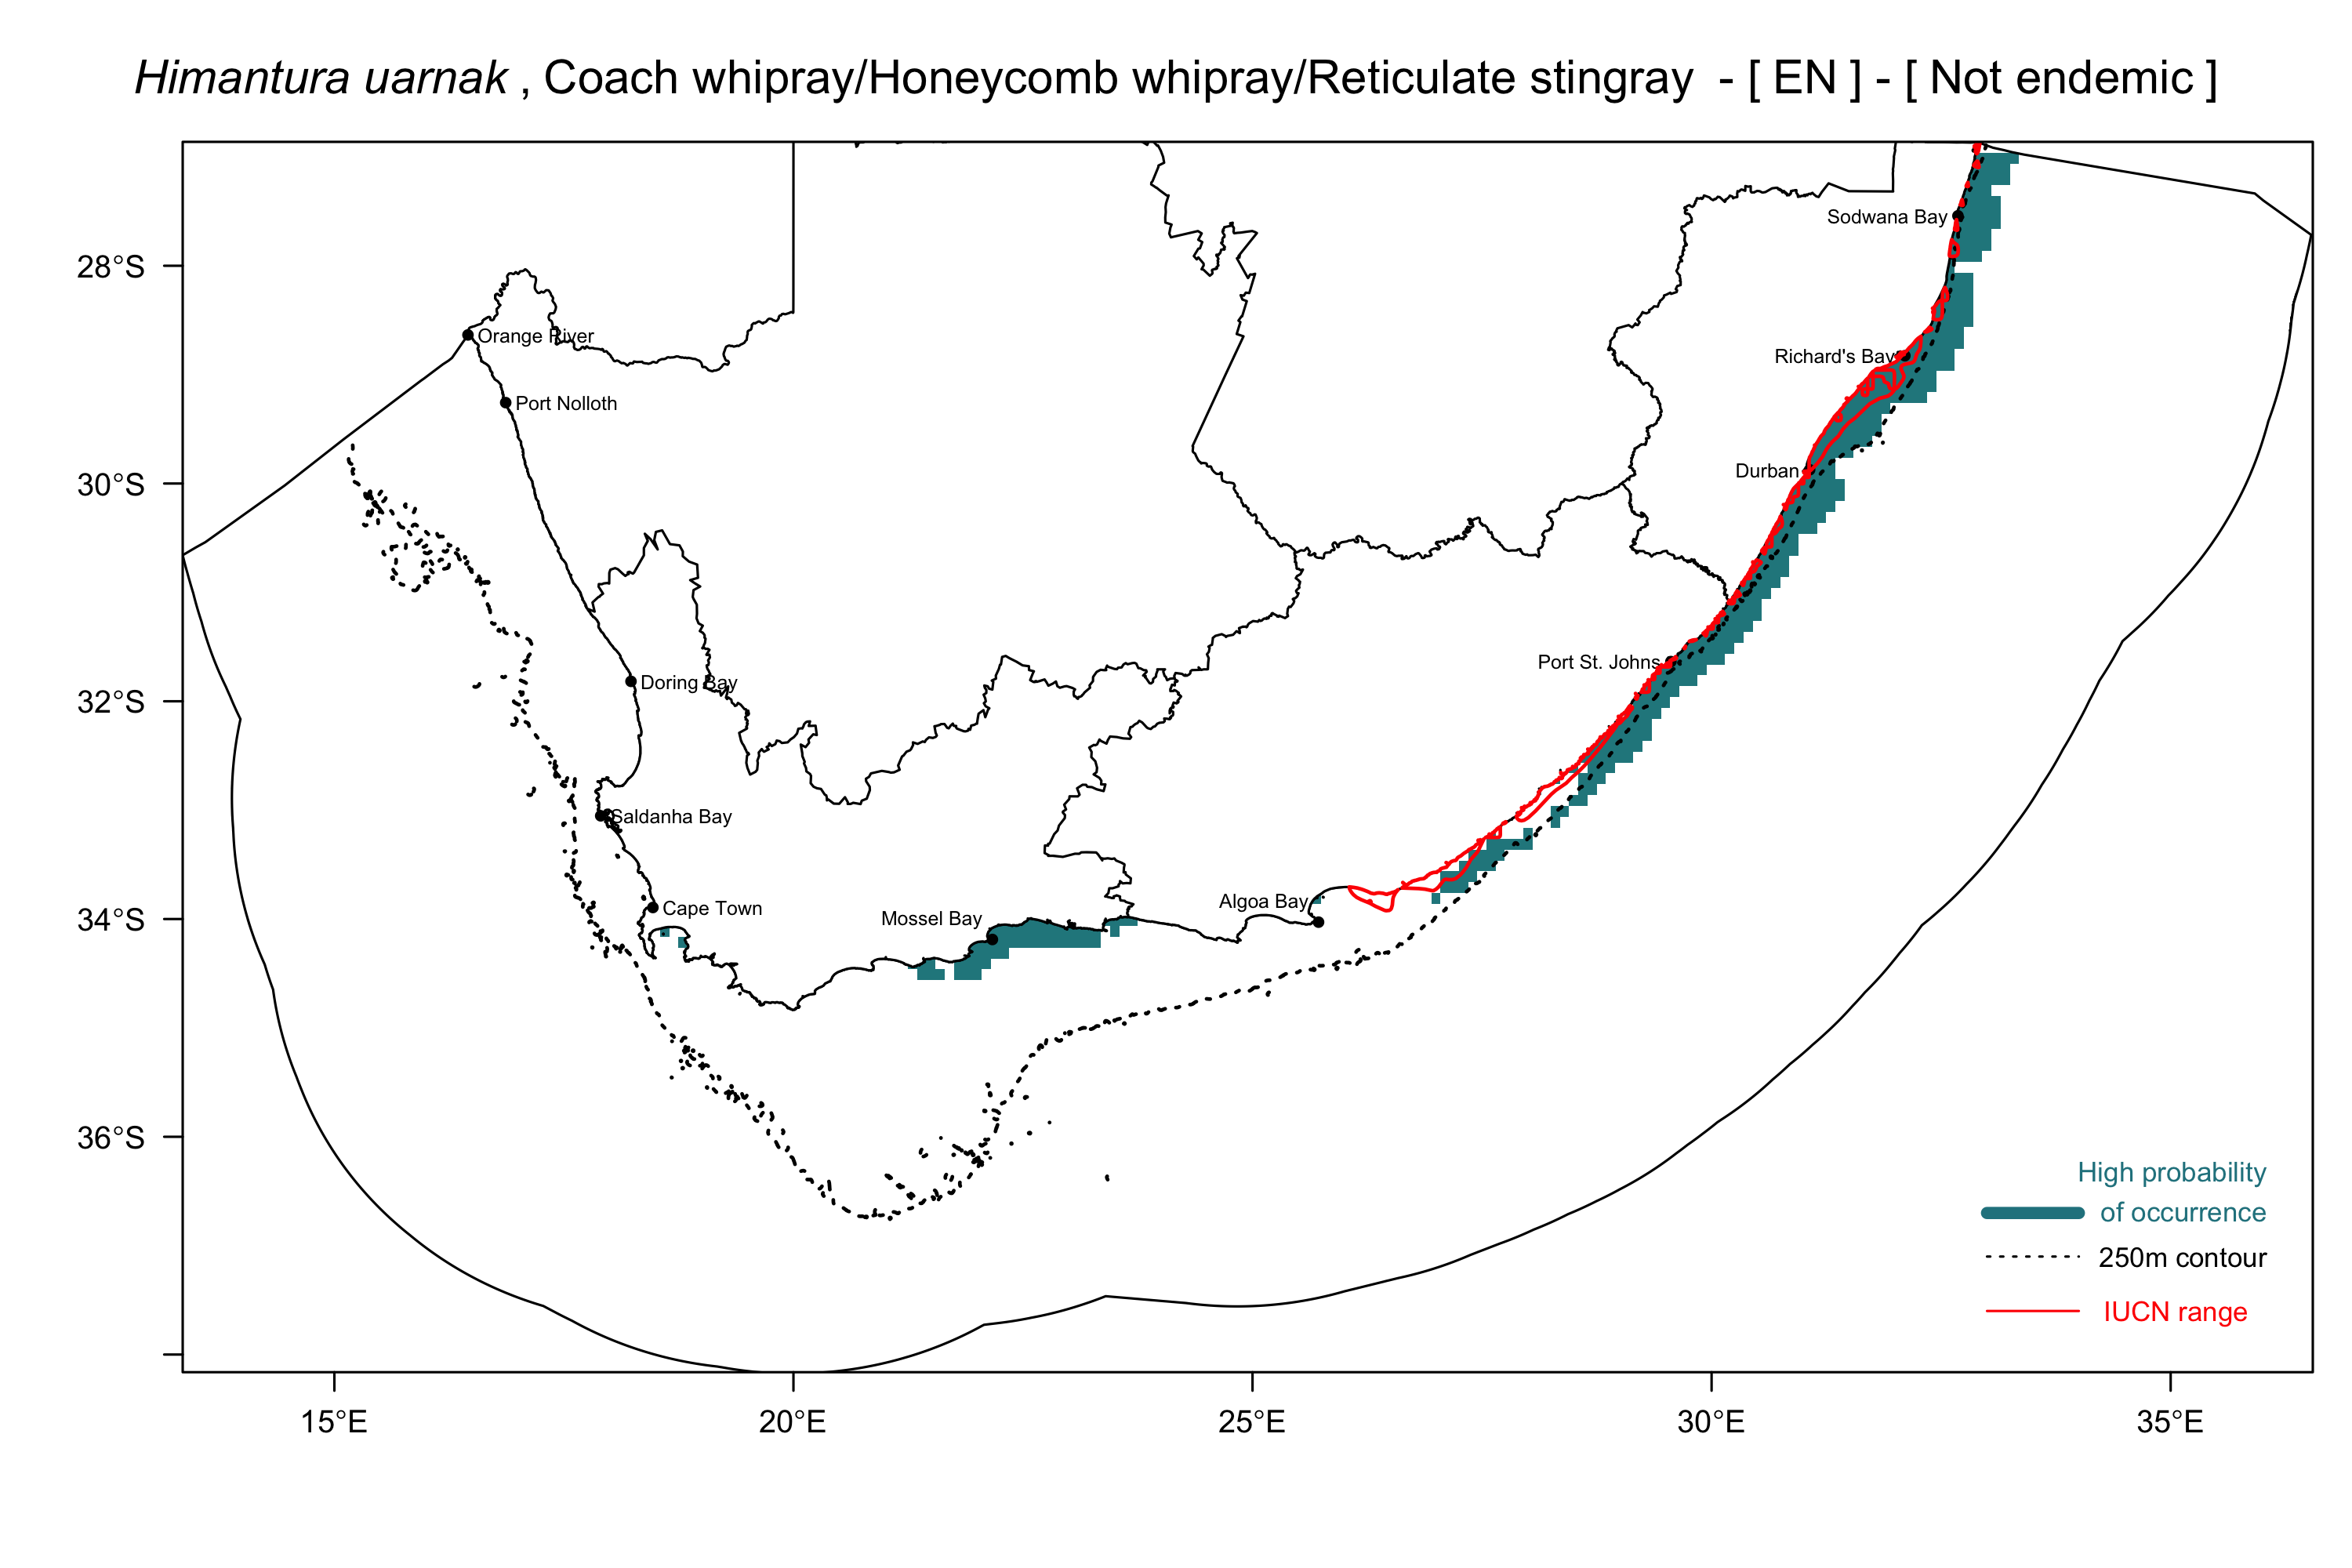 Himantura uarnak , Coach whipray/Honeycomb whipray/Reticulate stingray - [ EN ] - [ Not endemic ]
Sodwana Bay
28°S
Orange River
Richard's Bay
Port Nolloth
Durban
30°S
Port St. Johns
Doring Bay
32°S
Saldanha Bay
Algoa Bay
Cape Town
Mossel Bay
34°S
36°S
High probability
of occurrence
250m contour
IUCN range
15°E
20°E
25°E
30°E
35°E